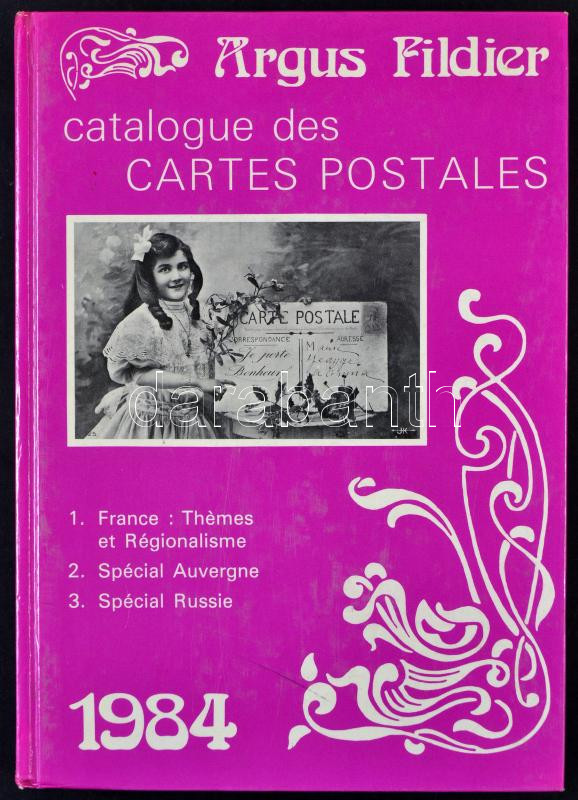 Argus Fildier
catalogue des
CARTES POSTALES
CARTE POSTALE
CORRESPONDANCE
ADRESSE
Je porte
Bonheur
darabanth
JK
1. France : Thèmes
et Régionalisme
2. Spécial Auvergne
3. Spécial Russie
1984